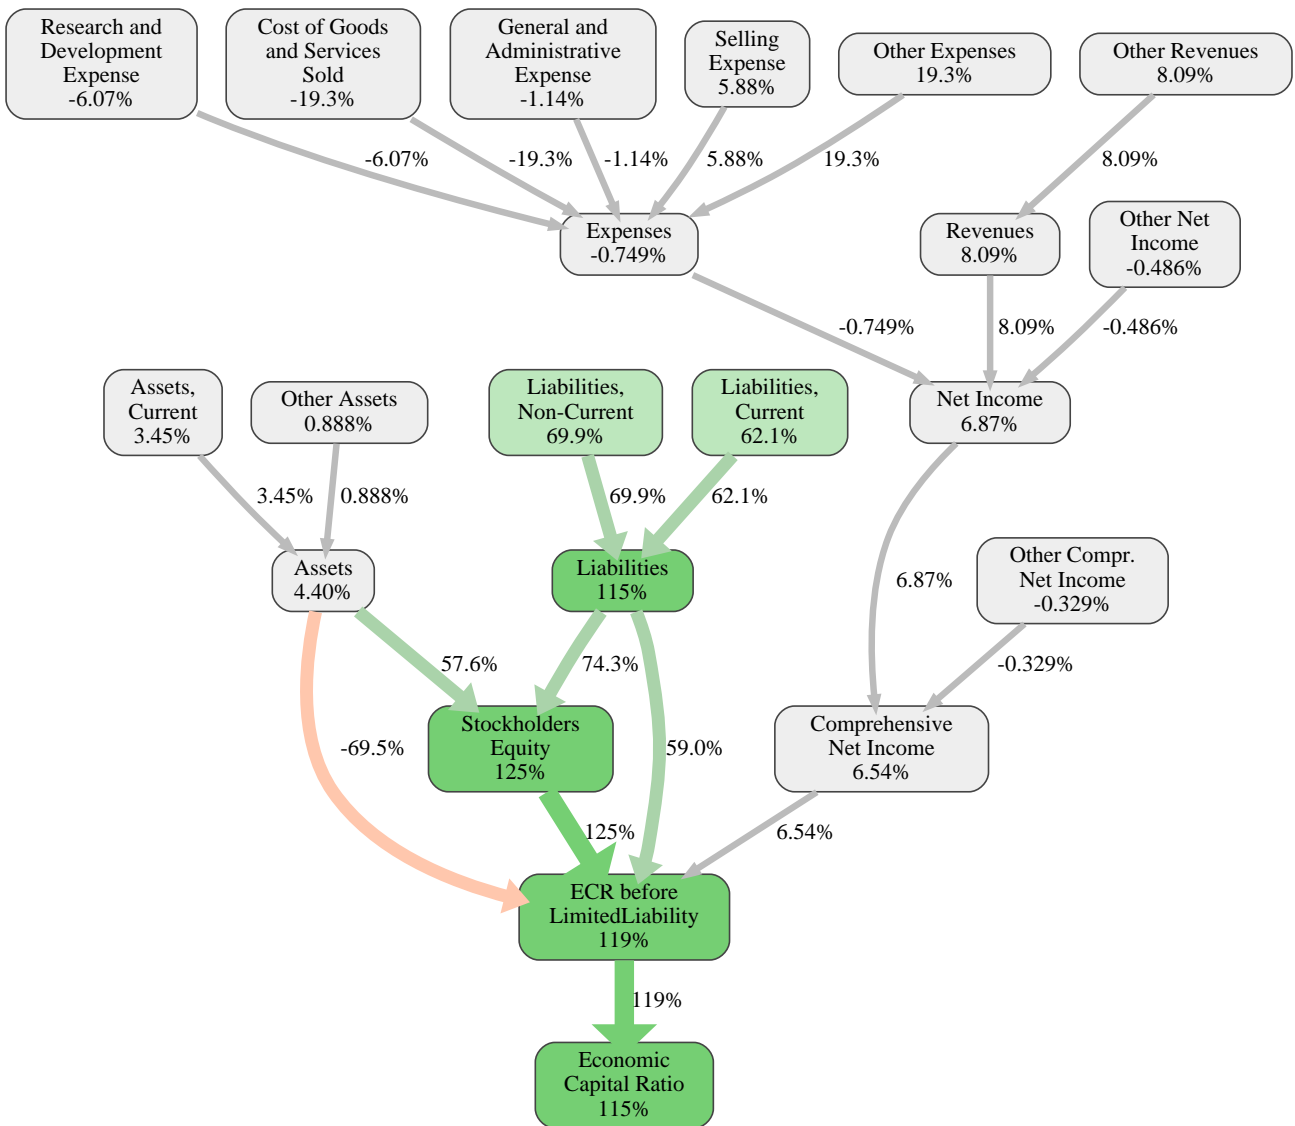 Research and
Development
Expense
-6.07%
Cost of Goods
and Services
Sold
-19.3%
General and
Administrative
Expense
-1.14%
Selling
Expense
5.88%
Other Expenses
19.3%
Other Revenues
8.09%
-6.07%
-19.3%
-1.14%
5.88%
19.3%
8.09%
Expenses
-0.749%
Revenues
8.09%
Other Net
Income
-0.486%
-0.749%
8.09%
-0.486%
Assets,
Current
3.45%
Other Assets
0.888%
Liabilities,
Non-Current
69.9%
Liabilities,
Current
62.1%
Net Income
6.87%
3.45%
0.888%
69.9%
62.1%
Assets
4.40%
Liabilities
115%
6.87%
Other Compr.
Net Income
-0.329%
57.6%
74.3%
-0.329%
-69.5%
Stockholders
Equity
125%
59.0%
Comprehensive
Net Income
6.54%
125%
6.54%
ECR before
LimitedLiability
119%
119%
Economic
Capital Ratio
115%